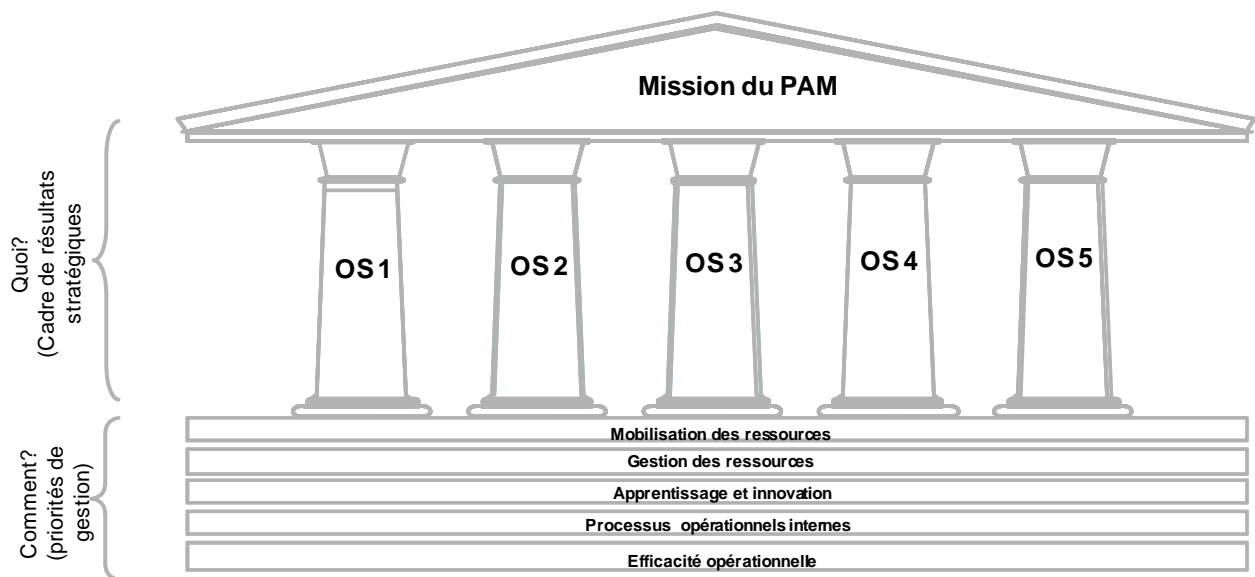 Mission du PAM
Quoi?
(Cadre de résultats
stratégiques
OS1
OS2
OS3
OS4
OS5
Comment?
(priorités de
gestion)
Mobilisation des ressources
Gestion des ressources
Apprentissage et innovation
Processus opérationnels internes
Efficacité opérationnelle